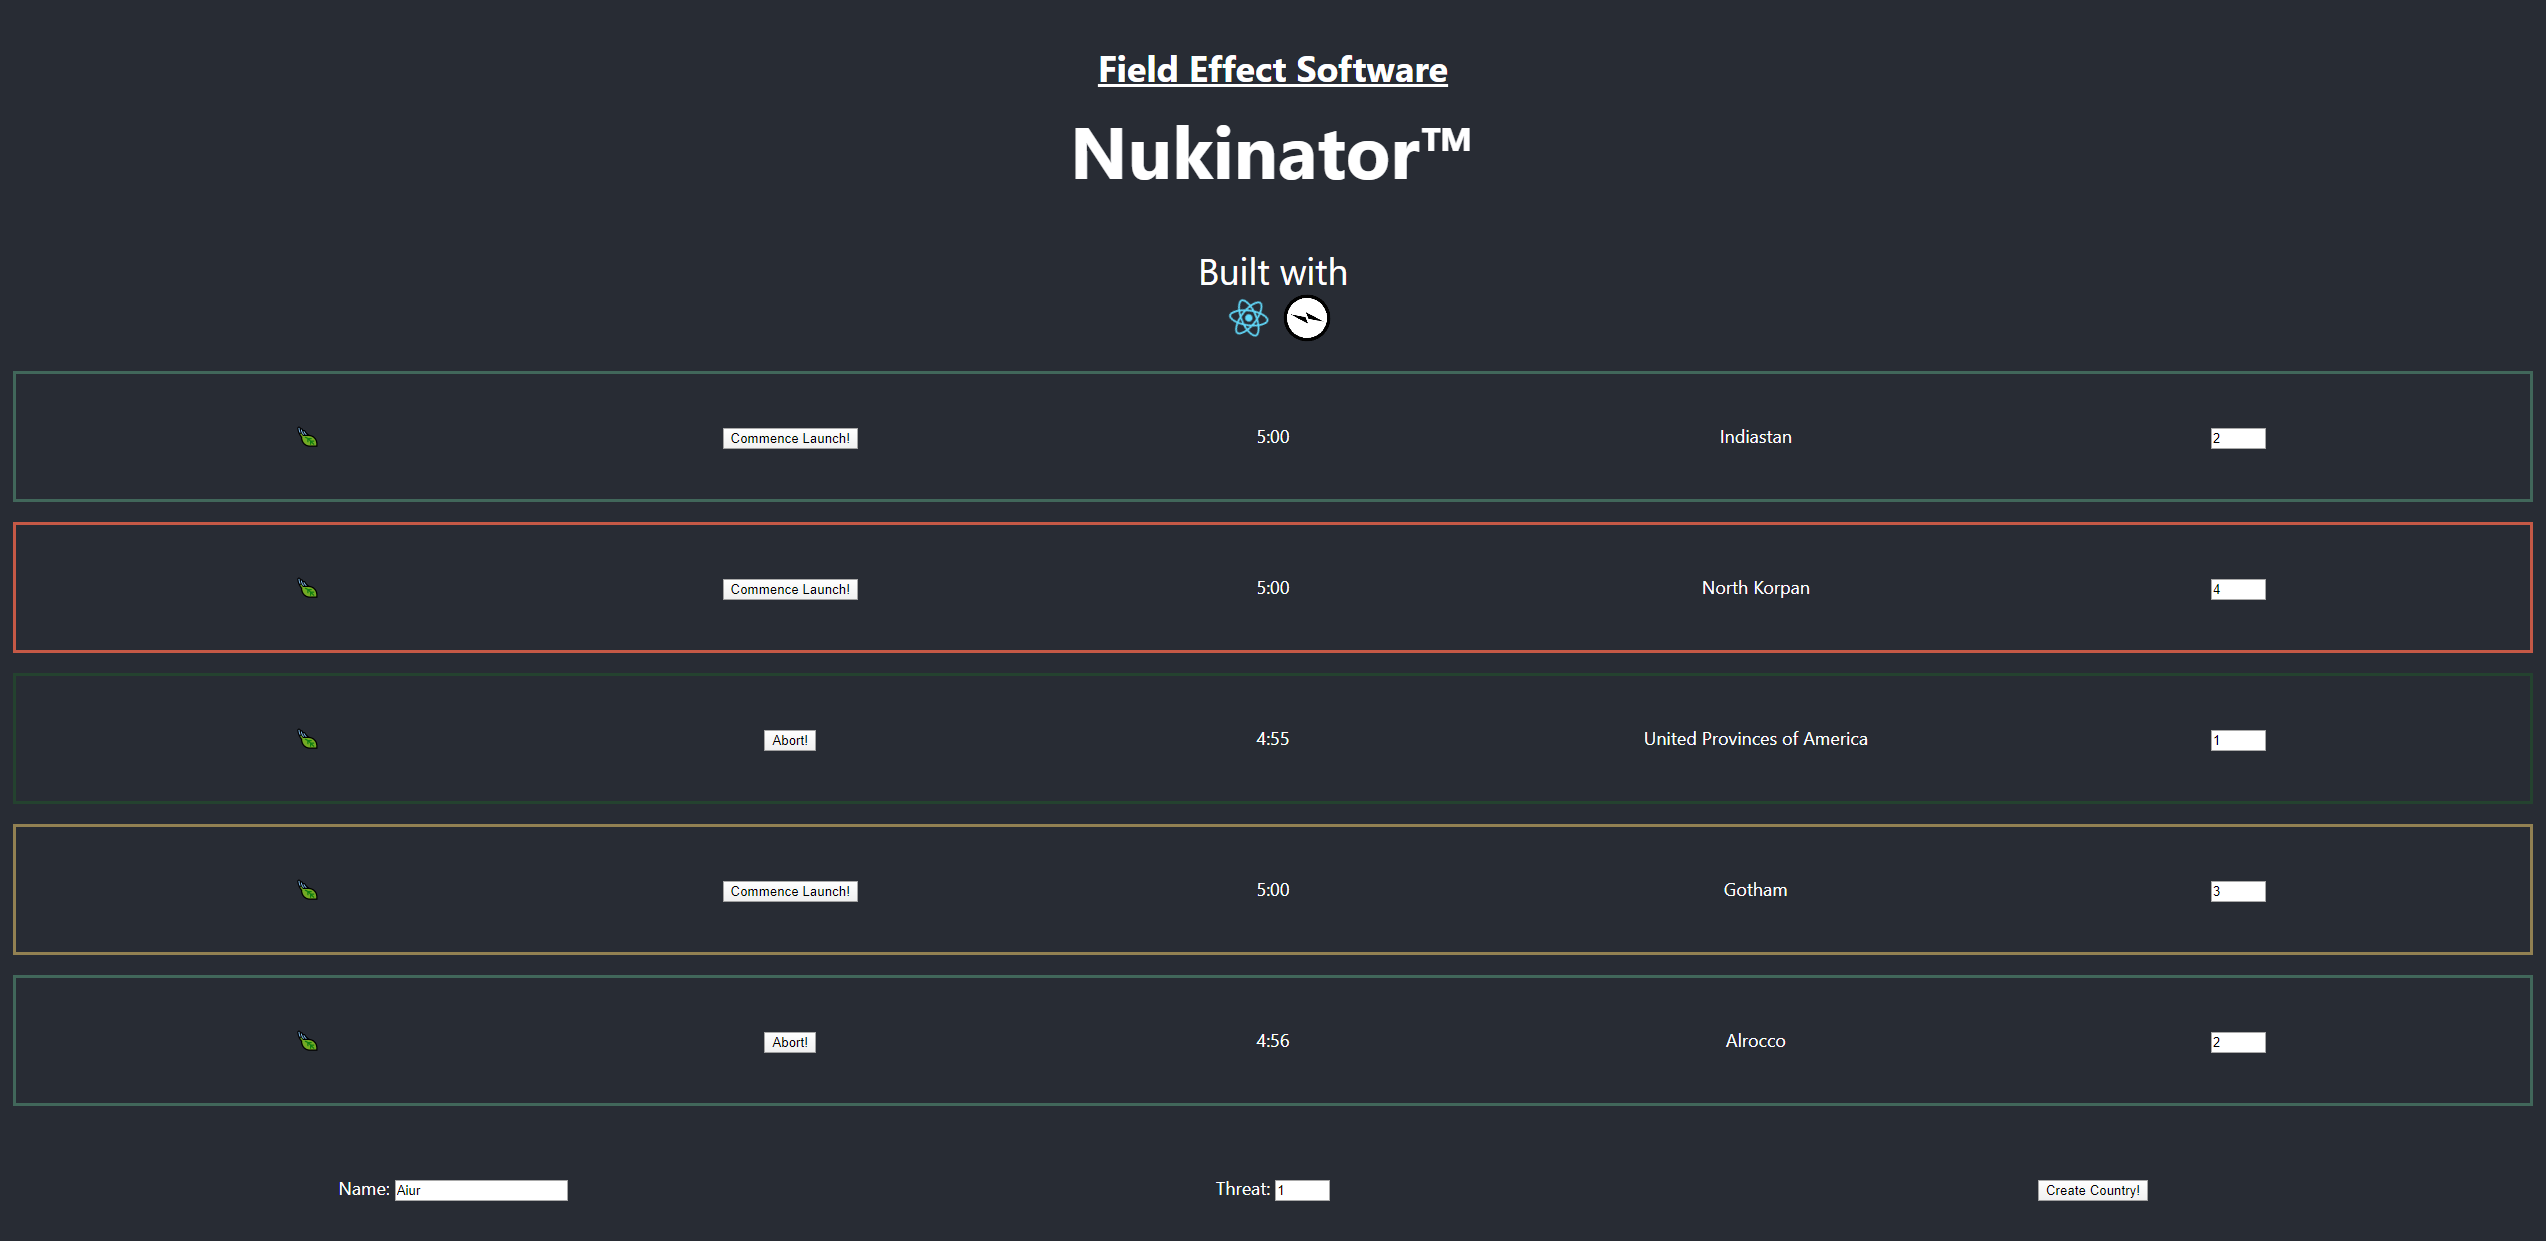 Field Effect Software
Nukinator™
Built with
Commence Launch! 5:00 Indiastan 2
Commence Launch! 5:00 North Korpan 4
Abort! 4:55 United Provinces of America 1
Commence Launch! 5:00 Gotham 3
Abort! 4:56 Alrocco 2
Name: Aiur Threat: 1 Create Country!